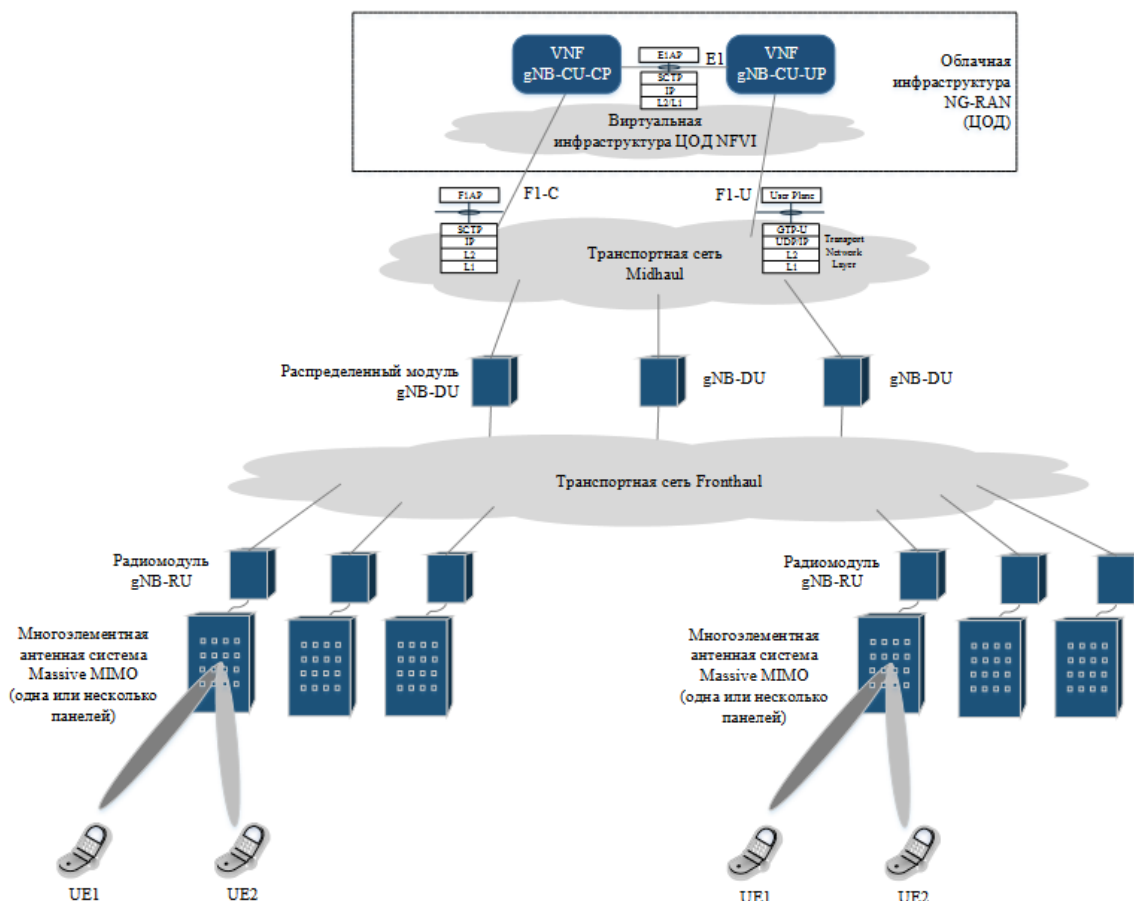 VNF
gNB-CU-CP
E1AP
E1
SCTP
IP
L2/L1
VNF
gNB-CU-UP
Облачная
инфраструктура
NG-RAN
(ЦОД)
Виртуальная
инфраструктура ЦОД NFVI
F1AP
F1-C
SCTP
IP
L2
L1
F1-U
User Plane
GTP-U
UDP/IP
L2
L1
Transport
Network
Layer
Транспортная сеть
Midhaul
Распределенный модуль
gNB-DU
gNB-DU
gNB-DU
Транспортная сеть Fronthaul
Радиомодуль
gNB-RU
Радиомодуль
gNB-RU
Многоэлементная
антенная система
Massive MIMO
(одна или несколько
панелей)
Многоэлементная
антенная система
Massive MIMO
(одна или несколько
панелей)
UE1
UE2
UE1
UE2